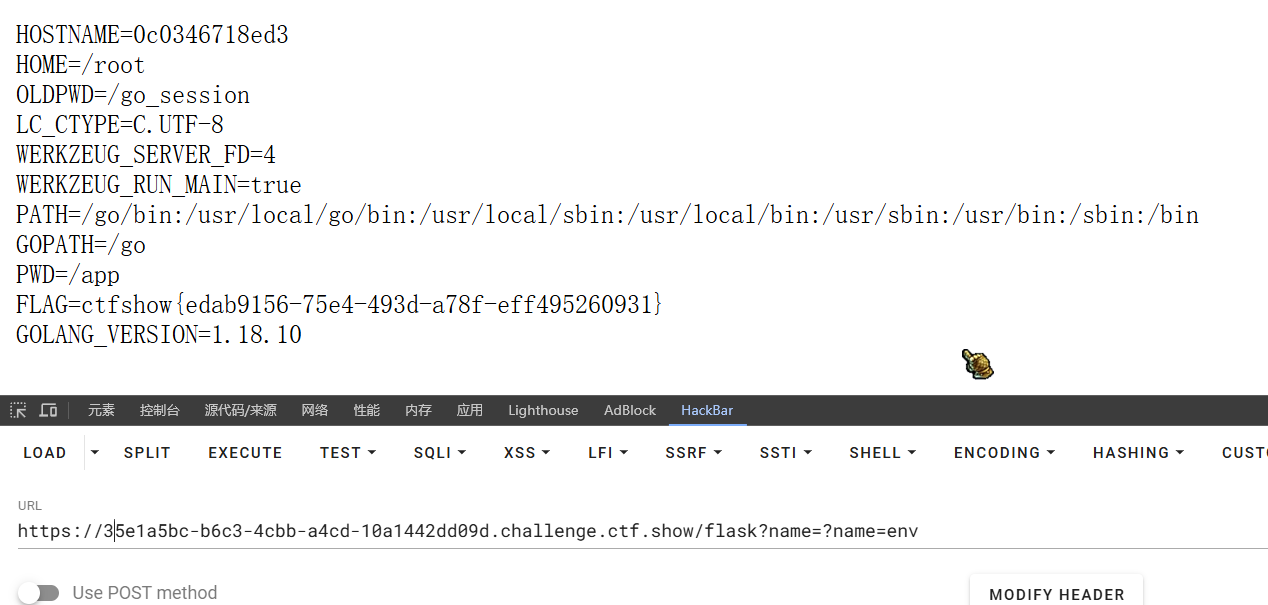 HOSTNAME=0c0346718ed3
HOME=/root
OLDPWD=/go_session
LC_CTYPE=C.UTF-8
WERKZEUG_SERVER_FD=4
WERKZEUG_RUN_MAIN=true
PATH=/go/bin:/usr/local/go/bin:/usr/local/sbin:/usr/local/bin:/usr/sbin:/usr/bin:/sbin:/bin
GOPATH=/go
PWD=/app
FLAG=ctfshow{edab9156-75e4-493d-a78f-eff495260931}
GOLANG_VERSION=1.18.10
元素 控制台 源代码/来源 网络 性能 内存 应用 Lighthouse AdBlock HackBar
LOAD SPLIT EXECUTE TEST SQLI XSS LFI SSRF SSTI SHELL ENCODING HASHING CUSTO
URL
https://35e1a5bc-b6c3-4cbb-a4cd-10a1442dd09d.challenge.ctf.show/flask?name=?name=env
Use POST method
MODIFY HEADER